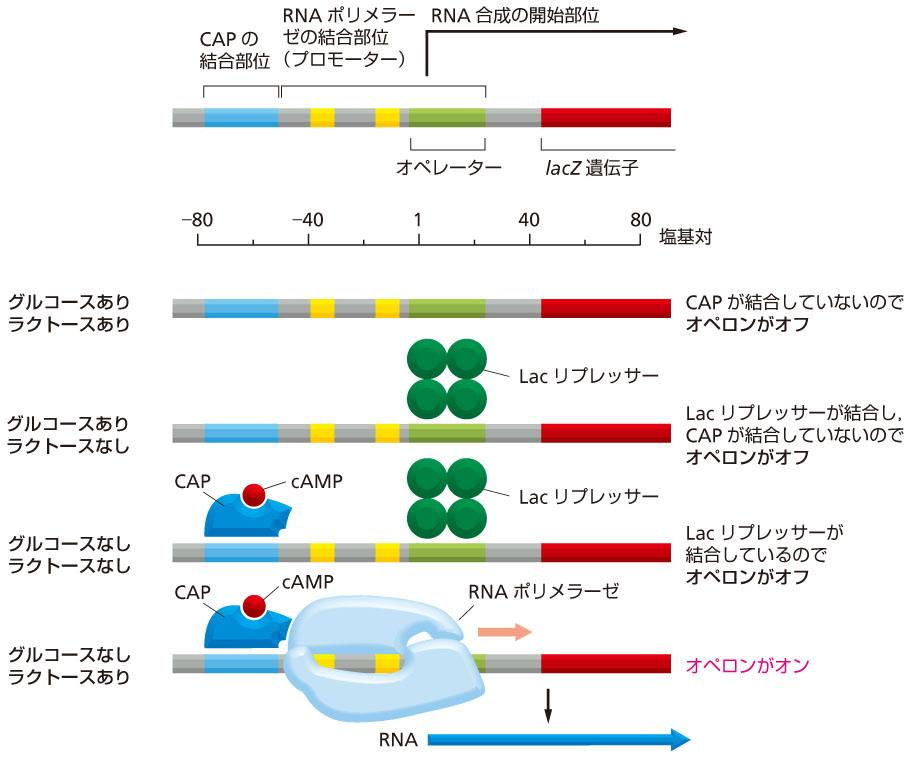 RNA ポリメラー
ゼの結合部位
（プロモーター）
RNA 合成の開始部位
CAP の
結合部位
オペレーター
lacZ 遺伝子
−80
−40
1
40
80
塩基対
グルコースあり
ラクトースあり
CAP が結合していないので
オペロンがオフ
Lac リプレッサー
グルコースあり
ラクトースなし
Lac リプレッサーが結合し,
CAP が結合していないので
オペロンがオフ
CAP
cAMP
Lac リプレッサー
グルコースなし
ラクトースなし
Lac リプレッサーが
結合しているので
オペロンがオフ
CAP
cAMP
RNA ポリメラーゼ
グルコースなし
ラクトースあり
オペロンがオン
RNA